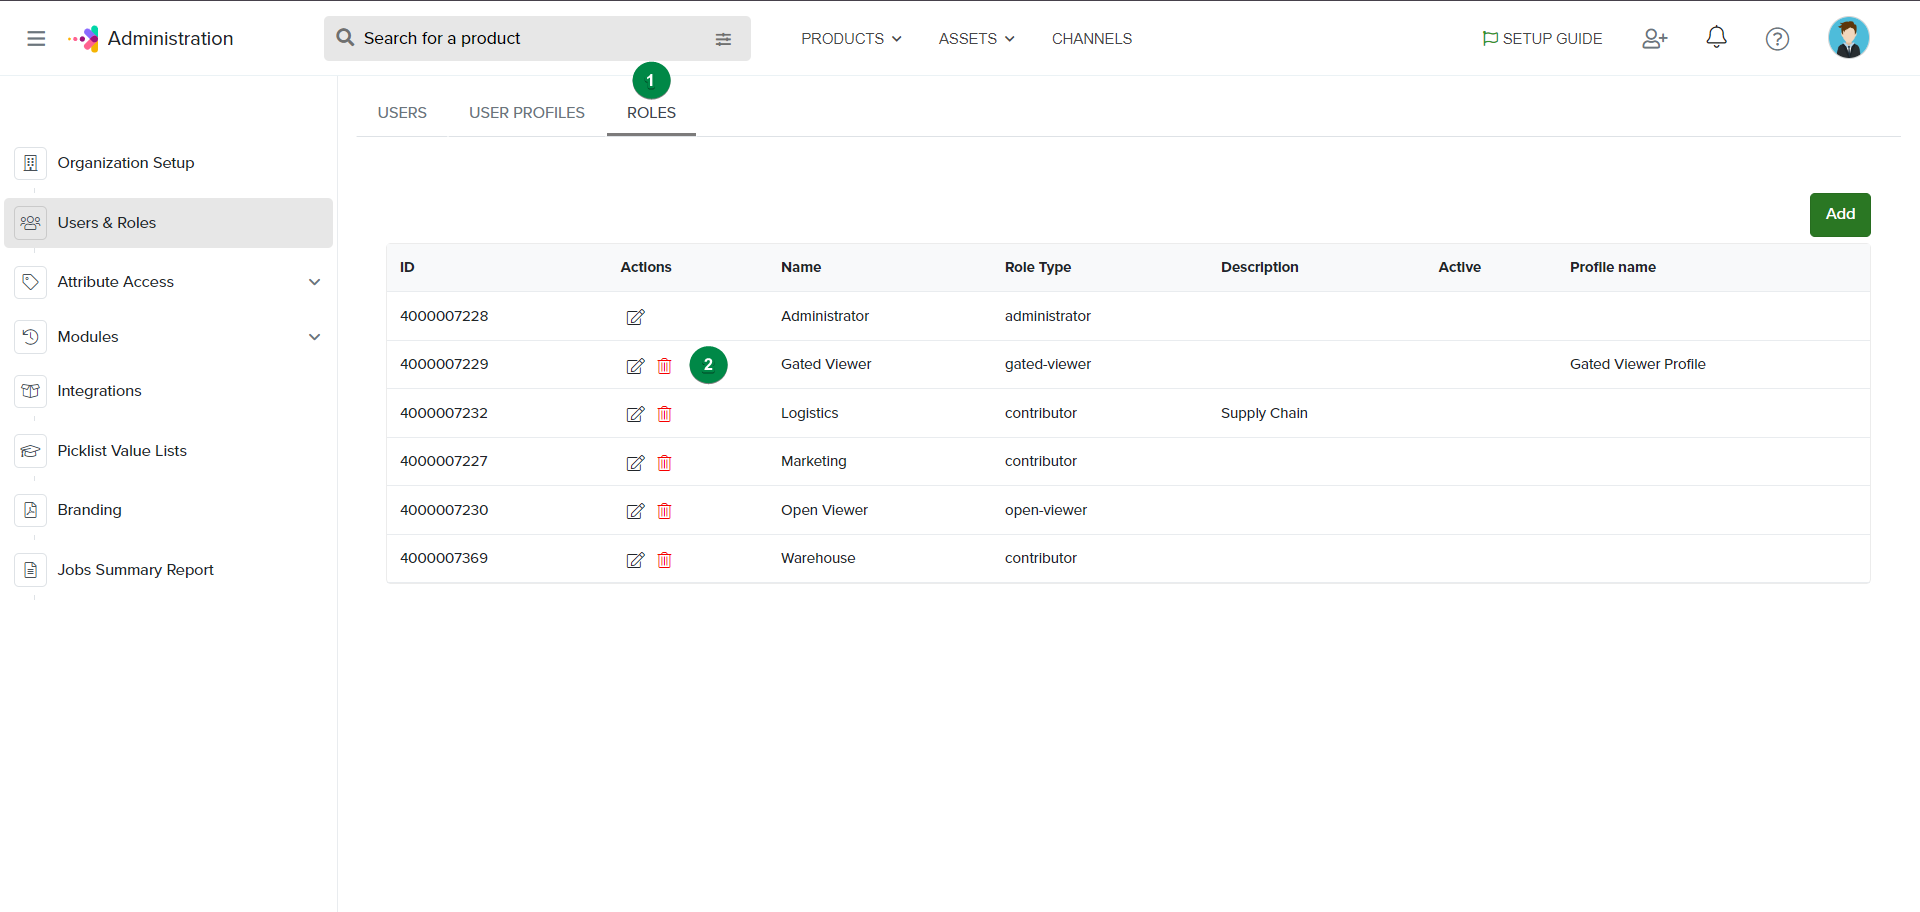 Administration
Search for a product
PRODUCTS
ASSETS
CHANNELS
SETUP GUIDE
?
1
USERS
USER PROFILES
ROLES
Organization Setup
Users & Roles
Attribute Access
Modules
Integrations
Picklist Value Lists
Branding
Jobs Summary Report
Add
ID Actions Name Role Type Description Active Profile name
4000007228 Administrator administrator
4000007229 2 Gated Viewer gated-viewer Gated Viewer Profile
4000007232 Logistics contributor Supply Chain
4000007227 Marketing contributor
4000007230 Open Viewer open-viewer
4000007369 Warehouse contributor